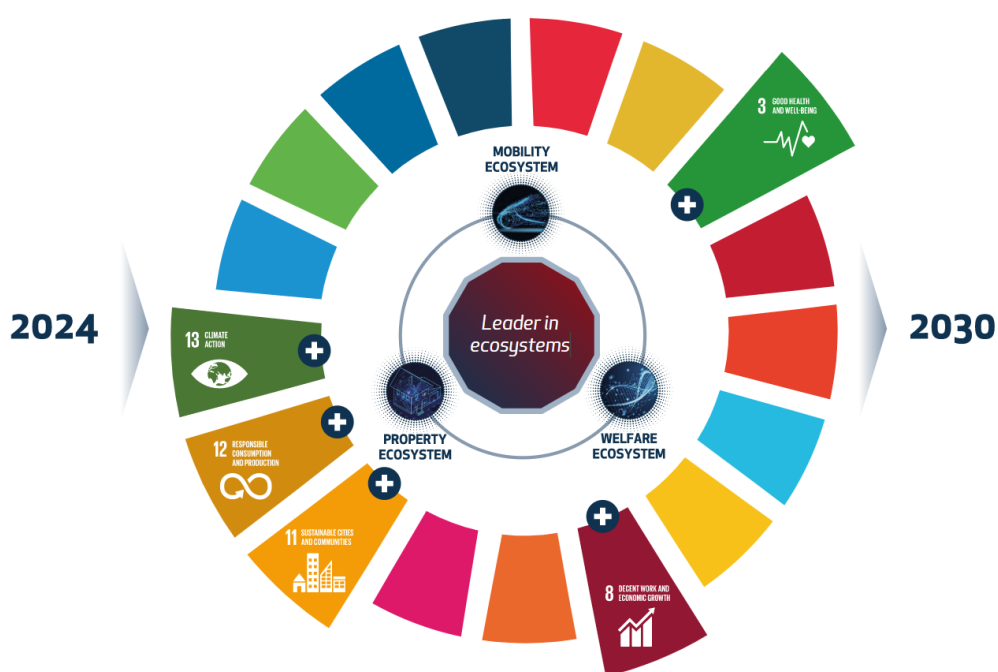 3 GOOD HEALTH
AND WELL-BEING
MOBILITY
ECOSYSTEM
2024
Leader in
ecosystems
2030
13 CLIMATE
ACTION
PROPERTY
ECOSYSTEM
WELFARE
ECOSYSTEM
12 RESPONSIBLE
CONSUMPTION
AND PRODUCTION
11 SUSTAINABLE CITIES
AND COMMUNITIES
8 DECENT WORK AND
ECONOMIC GROWTH